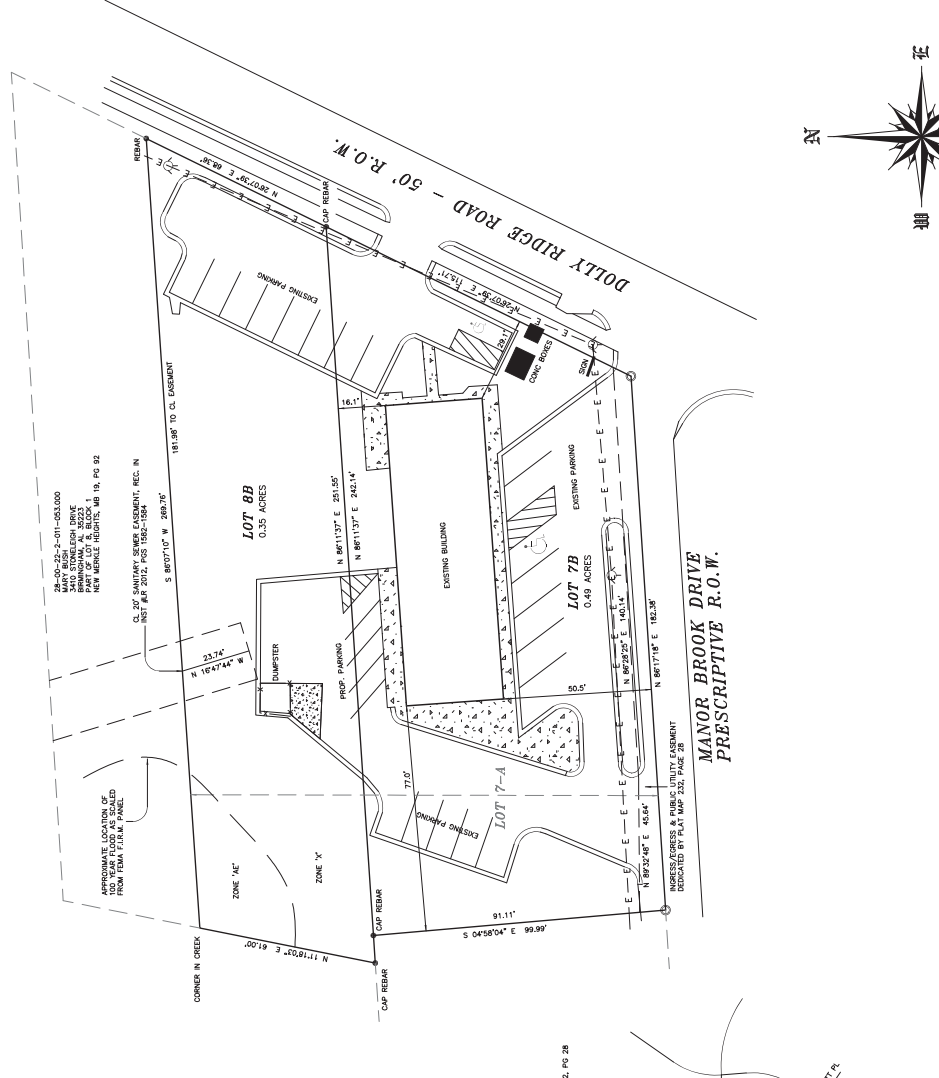 N
E
W
DOLLY RIDGE ROAD - 50' R.O.W.
REBAR
N 26°07'39" E 68.36'
CAP REBAR
EXISTING PARKING
N 26°07'39" E 115.71'
29.1'
CONC BOXES
SIGN
28-00-22-2-011-053.000
MARY BUSH
3410 STONELEIGH DRIVE
BIRMINGHAM, AL 35223
PART OF LOT 8, BLOCK 1
NEW MERKLE HEIGHTS, MB 19, PG 92
CL 20' SANITARY SEWER EASEMENT, REC. IN
INST #LR 2012, PGS 1582-1584
181.98' TO CL EASEMENT
S 86°07'10" W 269.76'
LOT 8B
0.35 ACRES
16.1'
N 86°11'37" E 251.55'
N 86°11'37" E 242.14'
EXISTING BUILDING
23.74'
N 16°47'44" W
DUMPSTER
PROP. PARKING
EXISTING PARKING
LOT 7B
0.49 ACRES
50.5'
N 86°28'25" E 140.14'
N 86°17'18" E 182.38'
MANOR BROOK DRIVE
PRESCRIPTIVE R.O.W.
APPROXIMATE LOCATION OF
100 YEAR FLOOD AS SCALED
FROM FEMA F.I.R.M. PANEL
ZONE 'AE'
ZONE 'X'
77.0'
EXISTING PARKING
LOT 7-A
N 89°32'48" E 45.64'
INGRESS/EGRESS & PUBLIC UTILITY EASEMENT
DEDICATED BY PLAT MAP 232, PAGE 28
CORNER IN CREEK
N 11°18'03" E 61.00'
CAP REBAR
CAP REBAR
91.11'
S 04°58'04" E 99.99'
2, PG 28